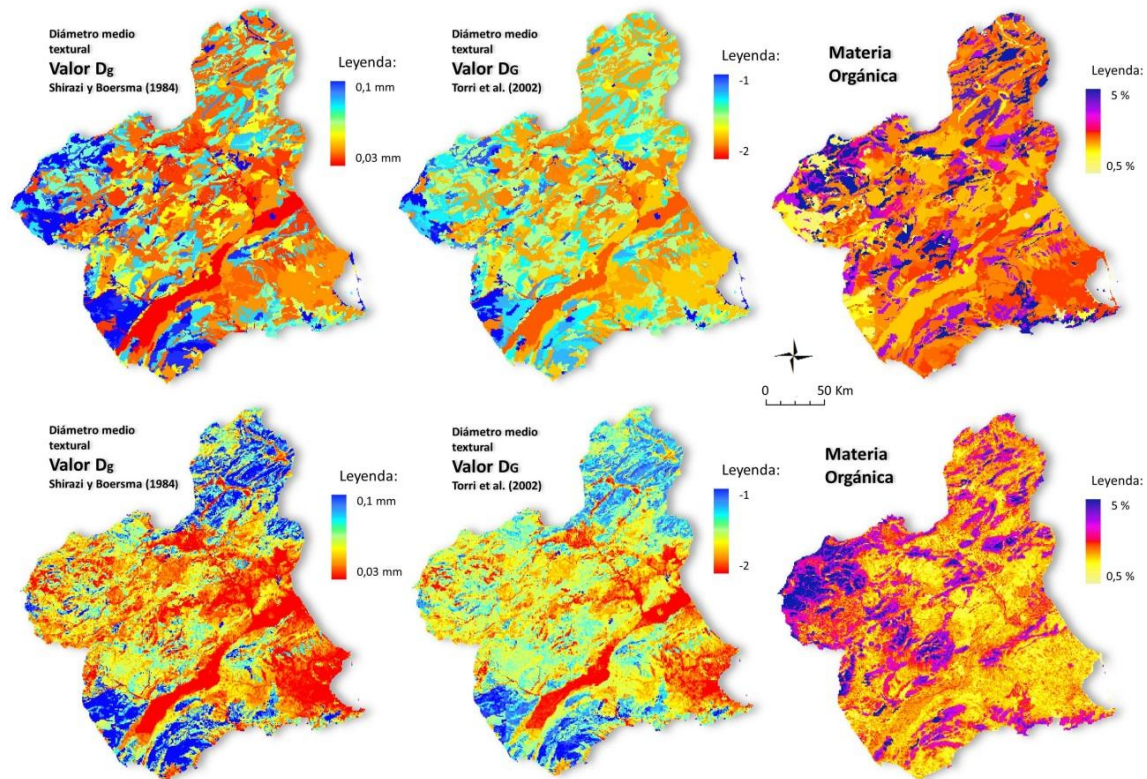 Diámetro medio
textural
Valor Dg
Shirazi y Boersma (1984)
Leyenda:
0,1 mm
0,03 mm
Diámetro medio
textural
Valor DG
Torri et al. (2002)
Leyenda:
-1
-2
Materia
Orgánica
Leyenda:
5 %
0,5 %
0 50 Km
Diámetro medio
textural
Valor Dg
Shirazi y Boersma (1984)
Leyenda:
0,1 mm
0,03 mm
Diámetro medio
textural
Valor DG
Torri et al. (2002)
Leyenda:
-1
-2
Materia
Orgánica
Leyenda:
5 %
0,5 %